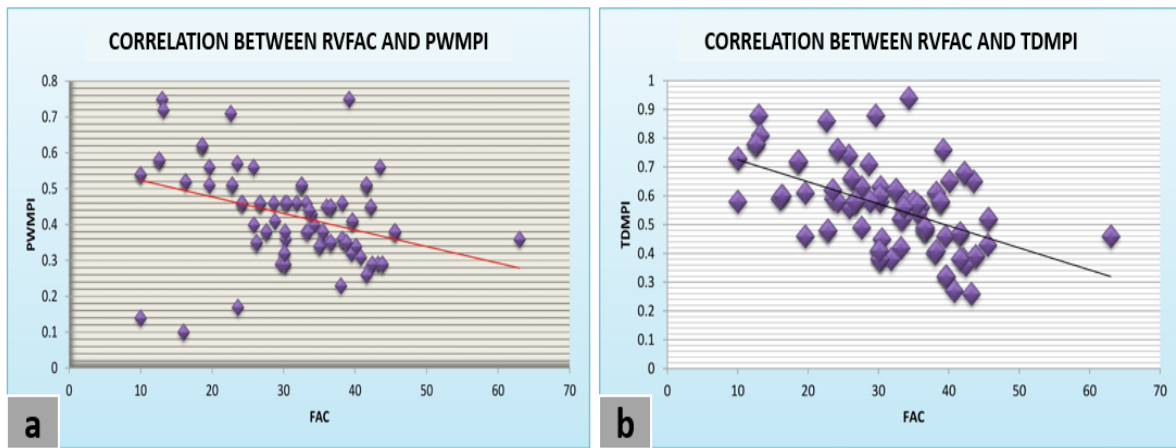 CORRELATION BETWEEN RVFAC AND PWMPI
PWMPI
0.8
0.7
0.6
0.5
0.4
0.3
0.2
0.1
0
0 10 20 30 40 50 60 70
FAC
a
CORRELATION BETWEEN RVFAC AND TDMPI
TDMPI
1
0.9
0.8
0.7
0.6
0.5
0.4
0.3
0.2
0.1
0
0 10 20 30 40 50 60 70
FAC
b